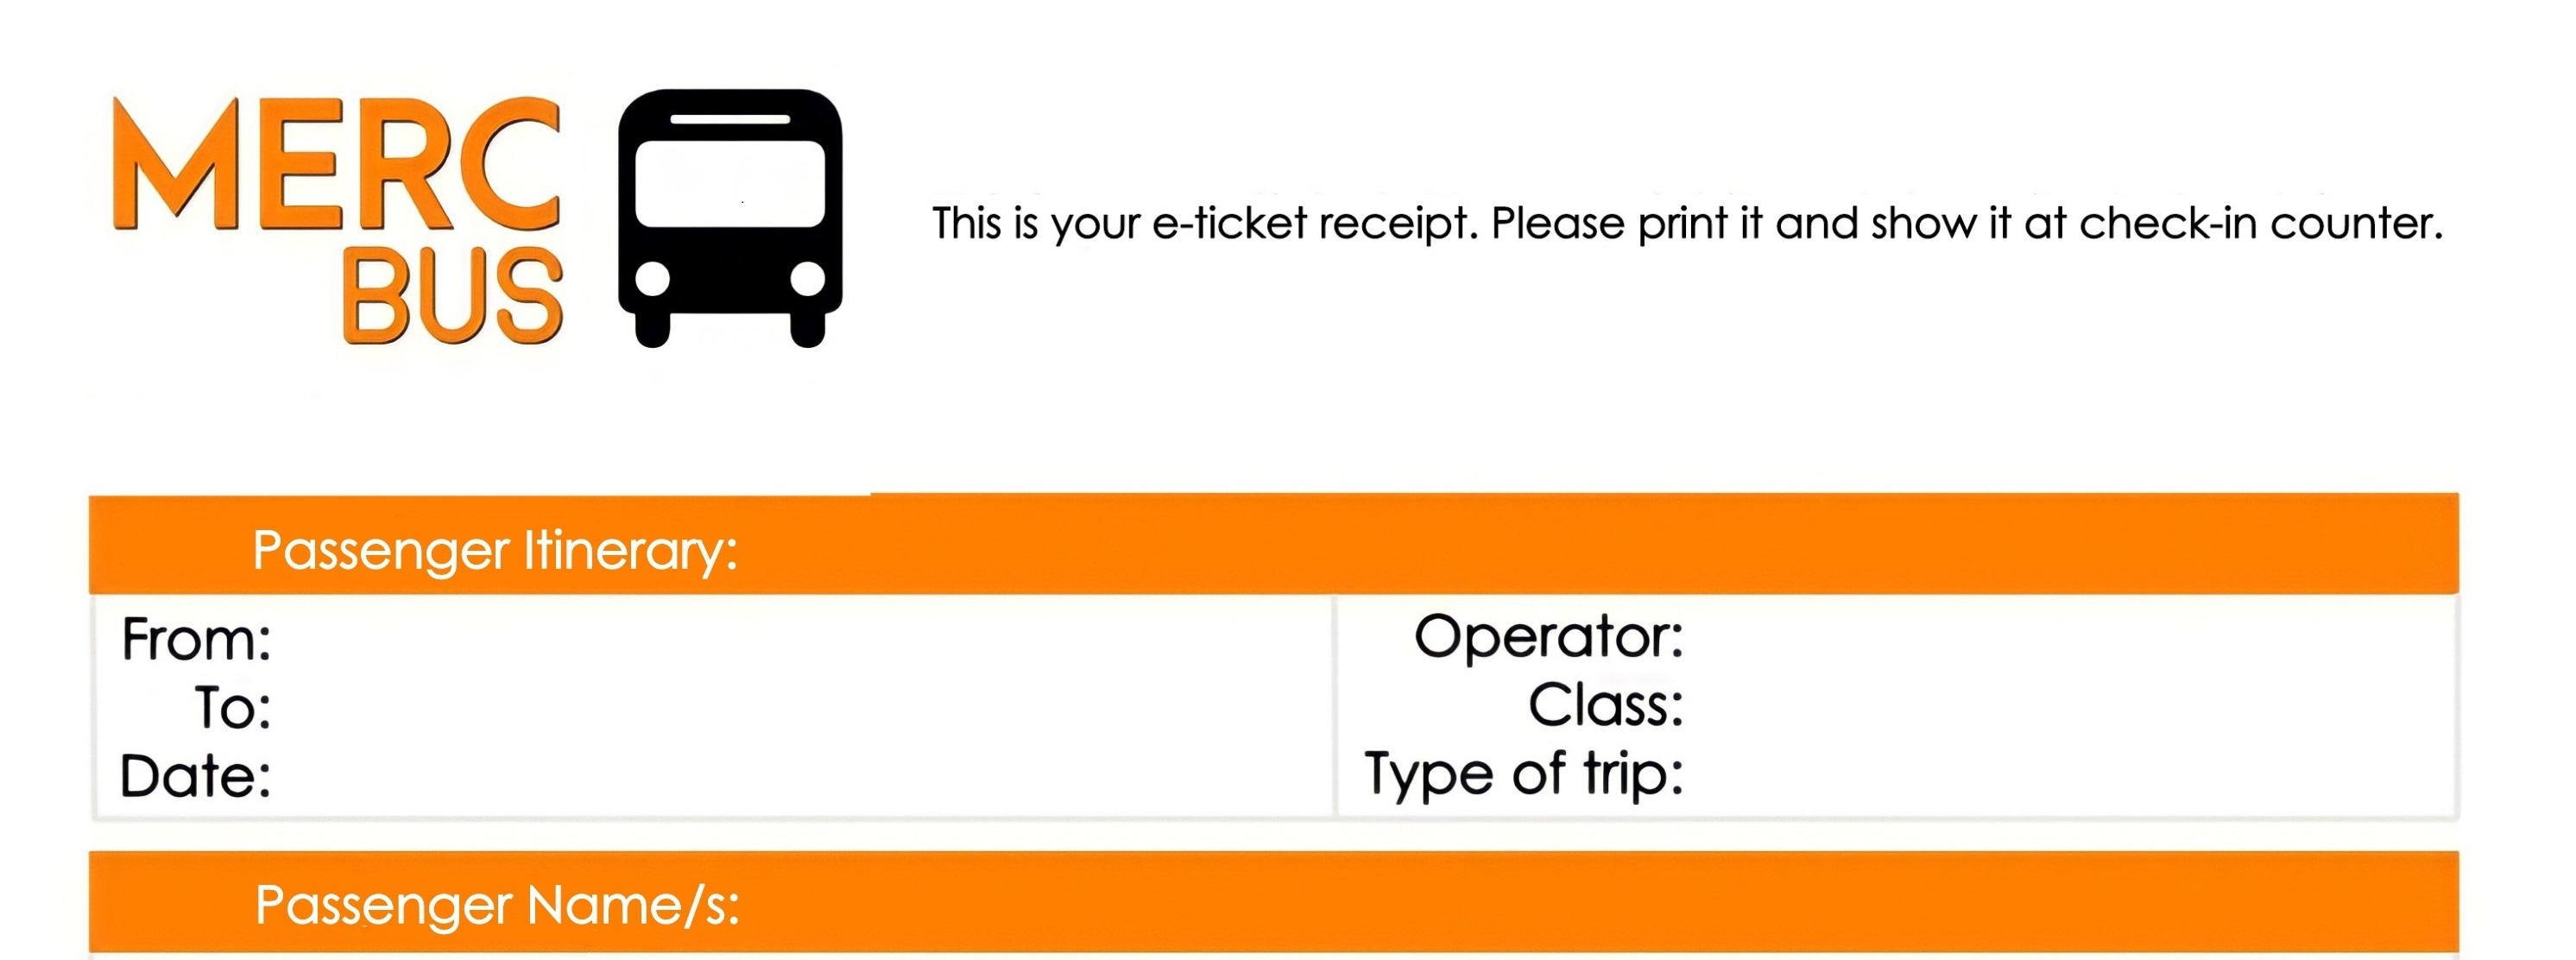 MERC
BUS
This is your e-ticket receipt. Please print it and show it at check-in counter.
Passenger Itinerary:
From:
To:
Date:
Operator:
Class:
Type of trip:
Passenger Name/s: